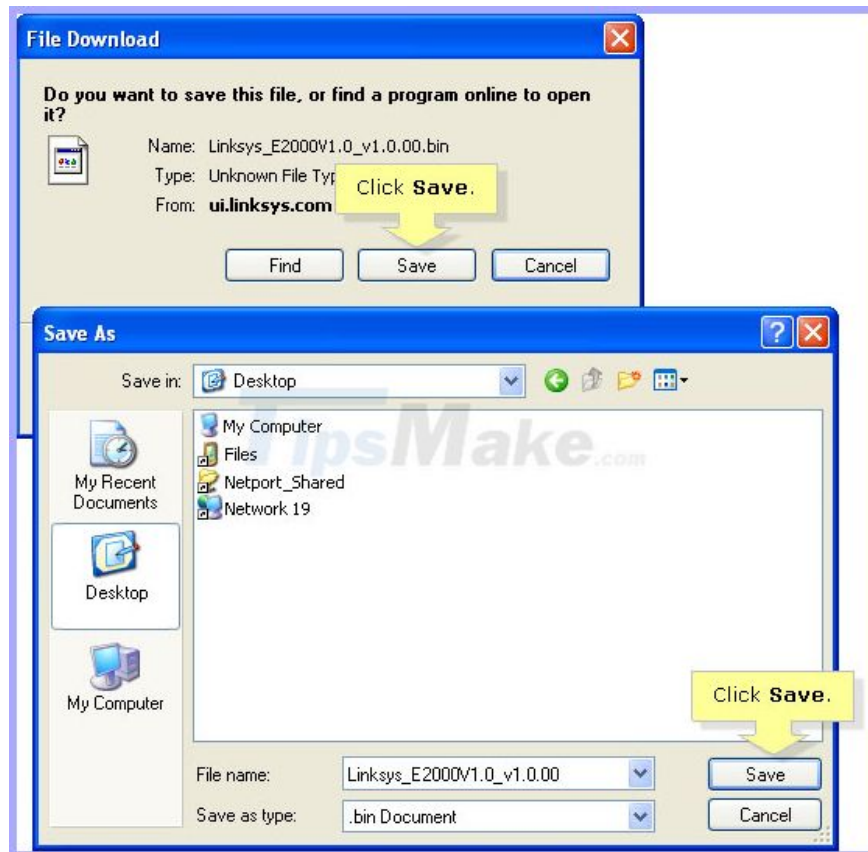 File Download
Do you want to save this file, or find a program online to open
it?
Name: Linksys_E2000V1.0_v1.0.00.bin
Type: Unknown File Typ
From: ui.linksys.com
Click Save.
Find Save Cancel
Save As
Save in: Desktop
My Recent
Documents
Desktop
My Computer
My Computer
Files
Netport_Shared
Network 19
TipsMake.com
Click Save.
File name: Linksys_E2000V1.0_v1.0.00 Save
Save as type: .bin Document Cancel